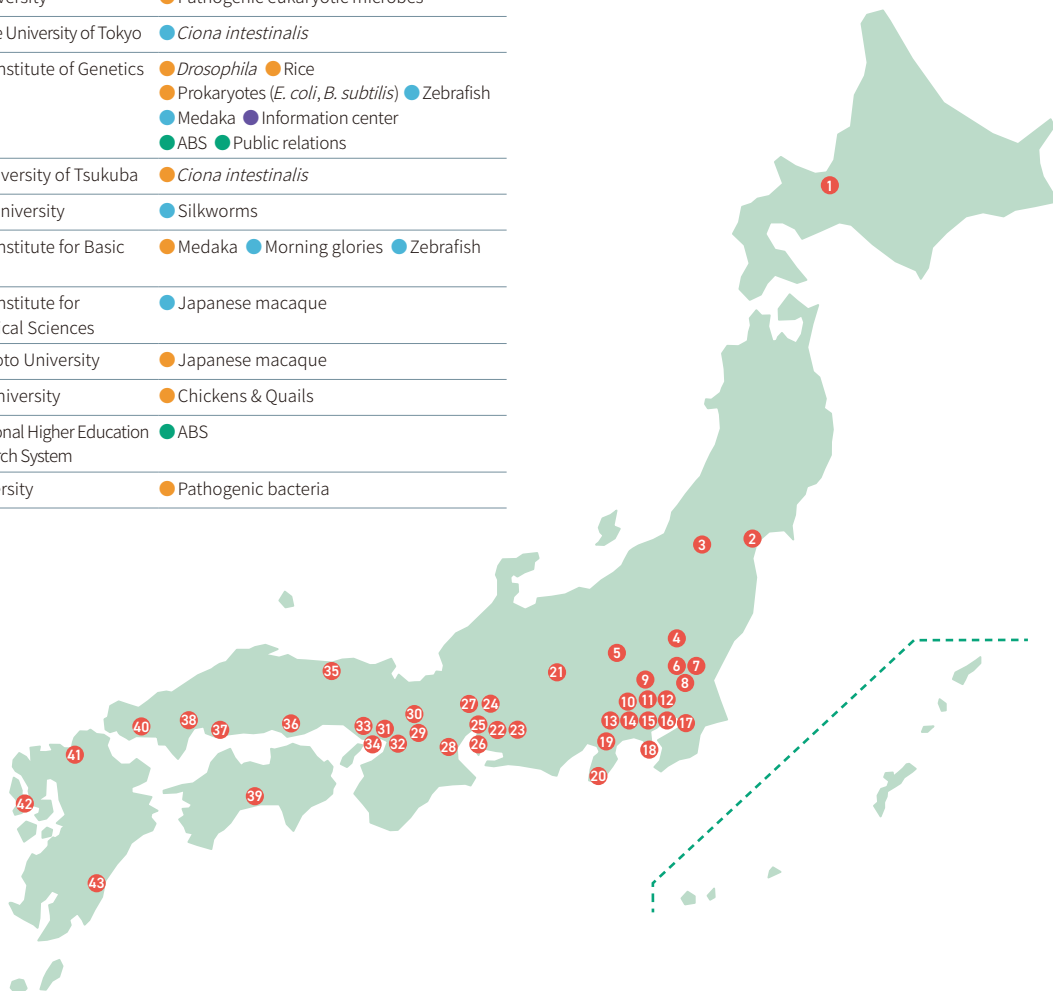 Pathogenic eukaryotic microbes
University of Tokyo Ciona intestinalis
nstitute of Genetics Drosophila Rice
Prokaryotes (E. coli, B. subtilis) Zebrafish
Medaka Information center
ABS Public relations
versity of Tsukuba Ciona intestinalis
niversity Silkworms
nstitute for Basic Medaka Morning glories Zebrafish
nstitute for Japanese macaque
ical Sciences
oto University Japanese macaque
niversity Chickens & Quails
onal Higher Education ABS
rch System
rsity Pathogenic bacteria
1
2
3
4
5
6 7
8
9
10 11 12
13 14 15 16 17
18
19
20
21
27 24
25 22 23
26
28
30
29
33 31
34 32
35
36
37
38
39
40
41
42
43